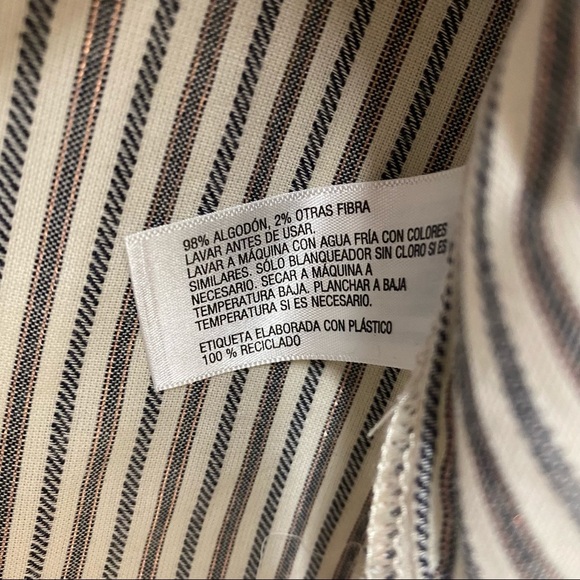 98% ALGODÓN, 2% OTRAS FIBRA
LAVAR ANTES DE USAR.
LAVAR A MÁQUINA CON AGUA FRÍA CON COLORES
SIMILARES. SÓLO BLANQUEADOR SIN CLORO SI ES
NECESARIO. SECAR A MÁQUINA A
TEMPERATURA BAJA. PLANCHAR A BAJA
TEMPERATURA SI ES NECESARIO.
ETIQUETA ELABORADA CON PLÁSTICO
100 % RECICLADO